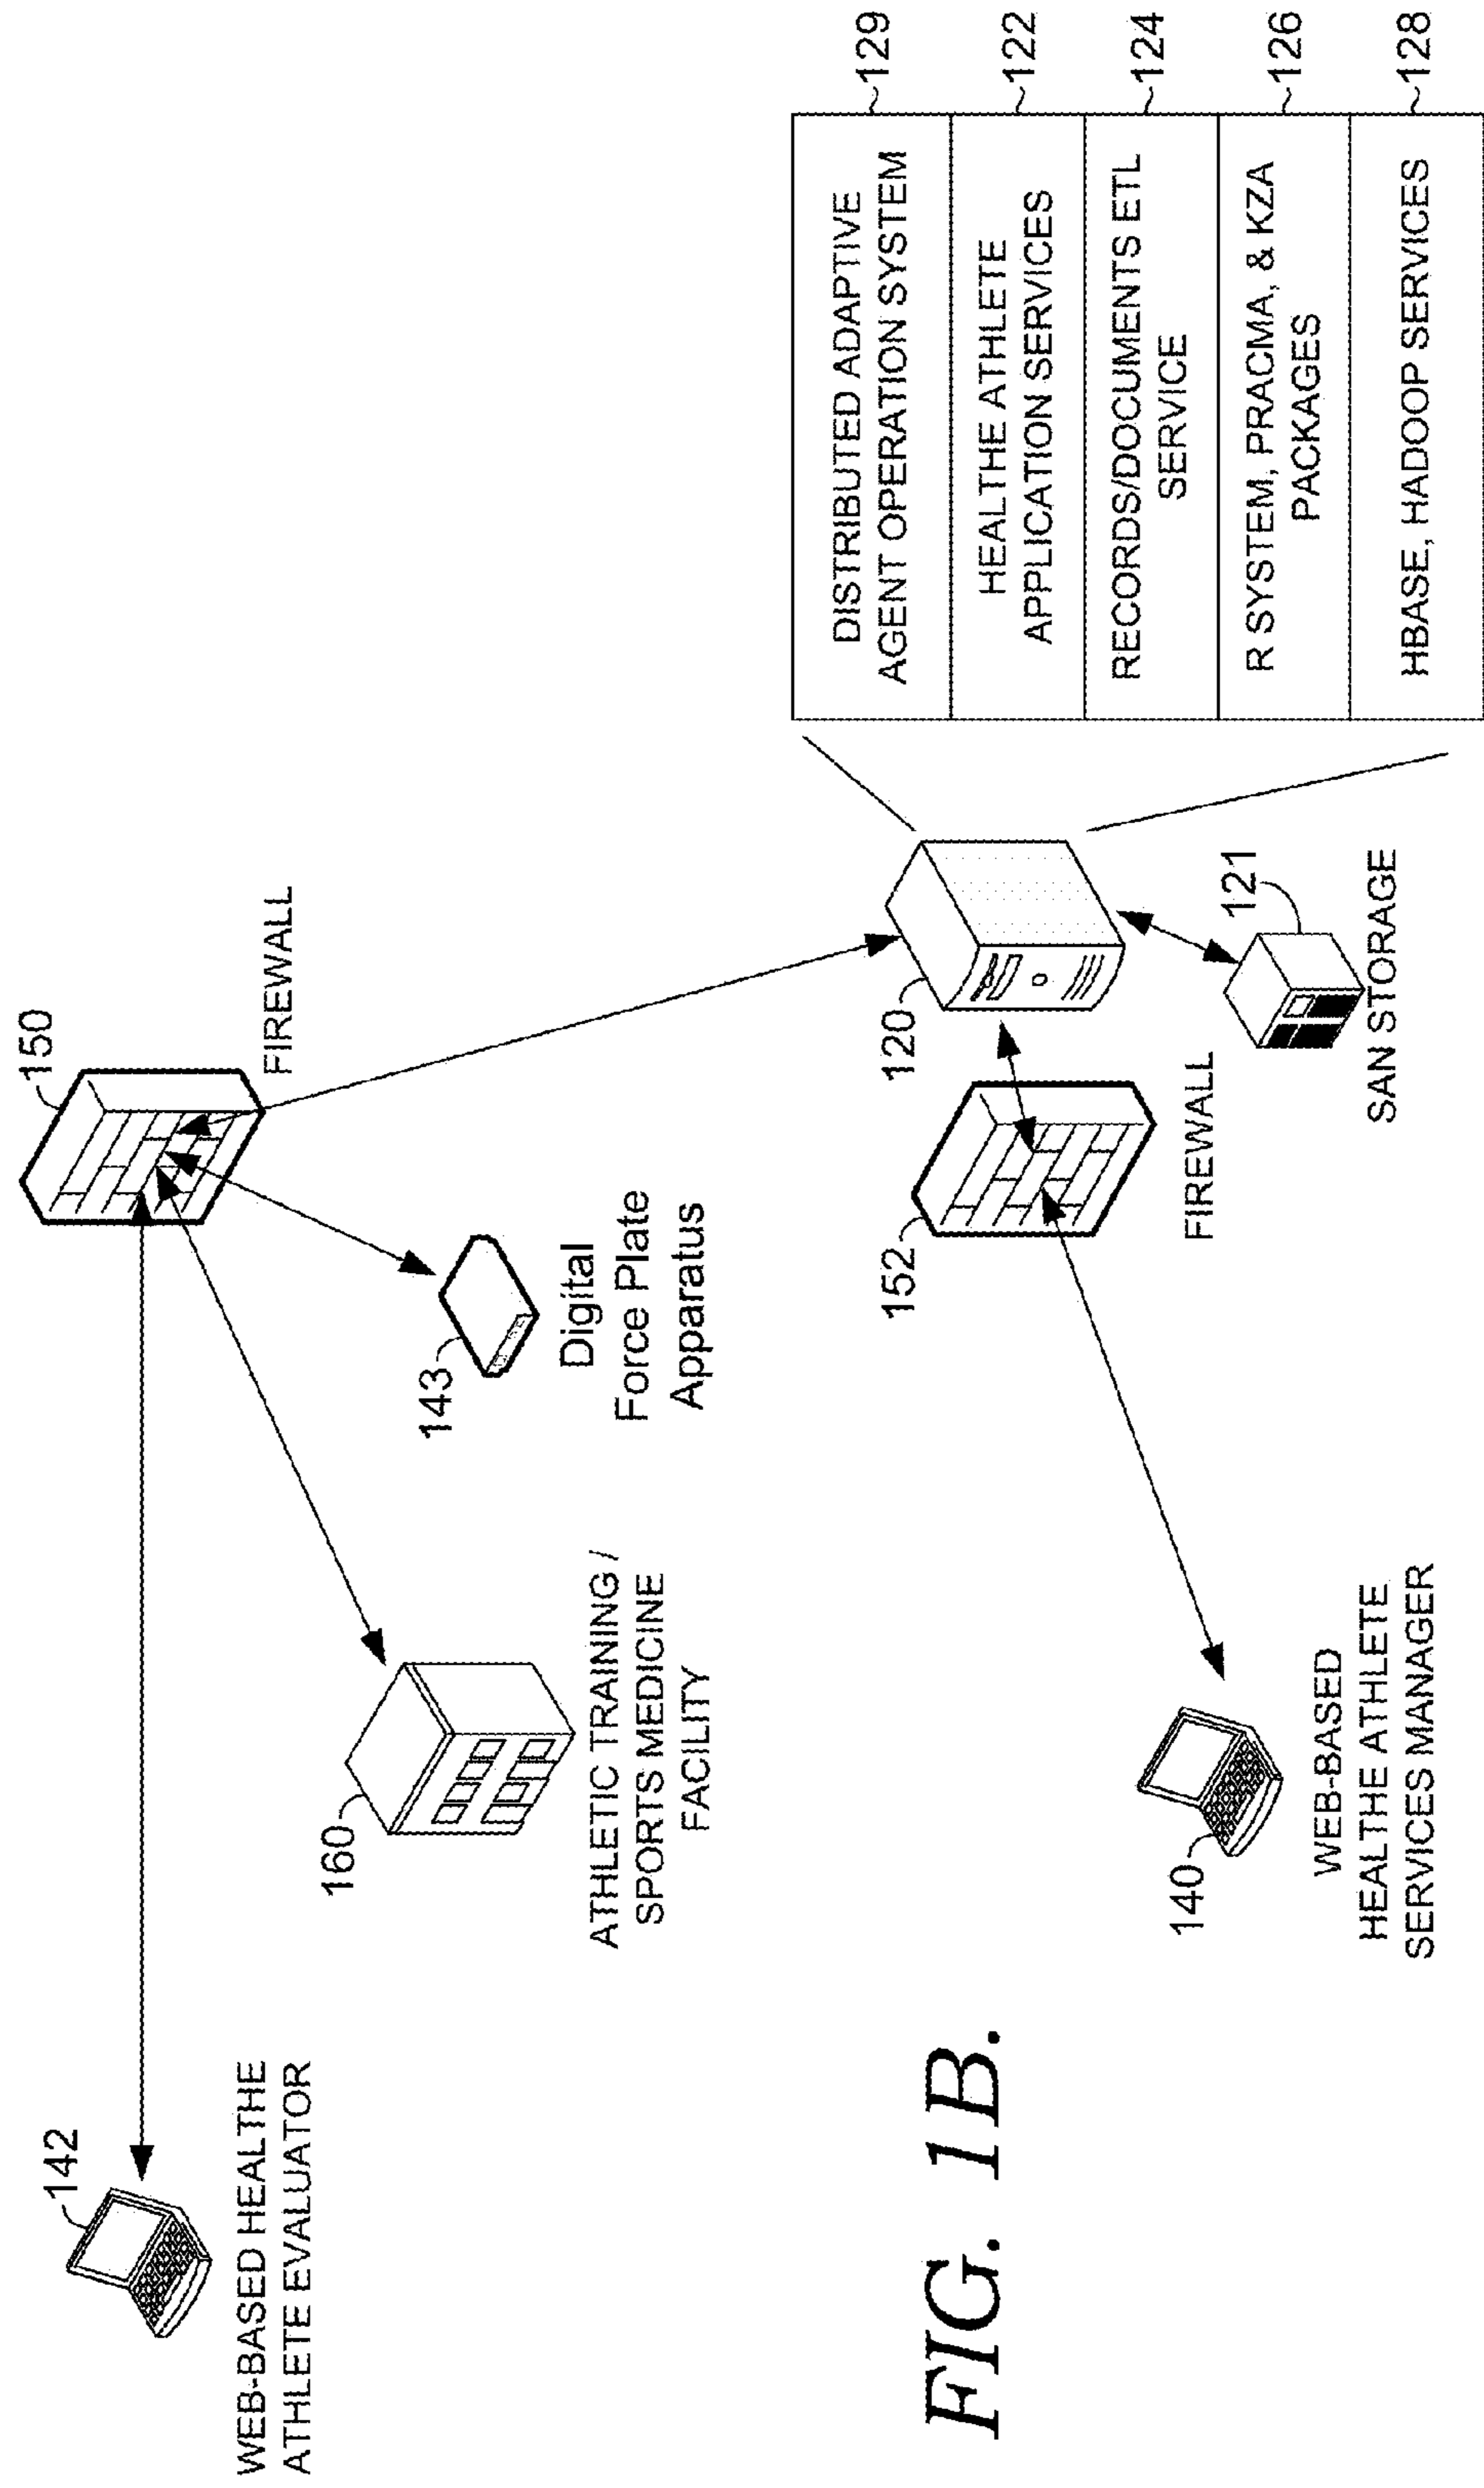 142
WEB-BASED HEALTHE
ATHLETE EVALUATOR
150
FIREWALL
160
ATHLETIC TRAINING /
SPORTS MEDICINE
FACILITY
143
Digital
Force Plate
Apparatus
140
WEB-BASED
HEALTHE ATHLETE
SERVICES MANAGER
152
FIREWALL
120
121
SAN STORAGE
DISTRIBUTED ADAPTIVE
AGENT OPERATION SYSTEM
129
HEALTHE ATHLETE
APPLICATION SERVICES
122
RECORDS/DOCUMENTS ETL
SERVICE
124
R SYSTEM, PRACMA, & KZA
PACKAGES
126
HBASE, HADOOP SERVICES
128
FIG. 1B.